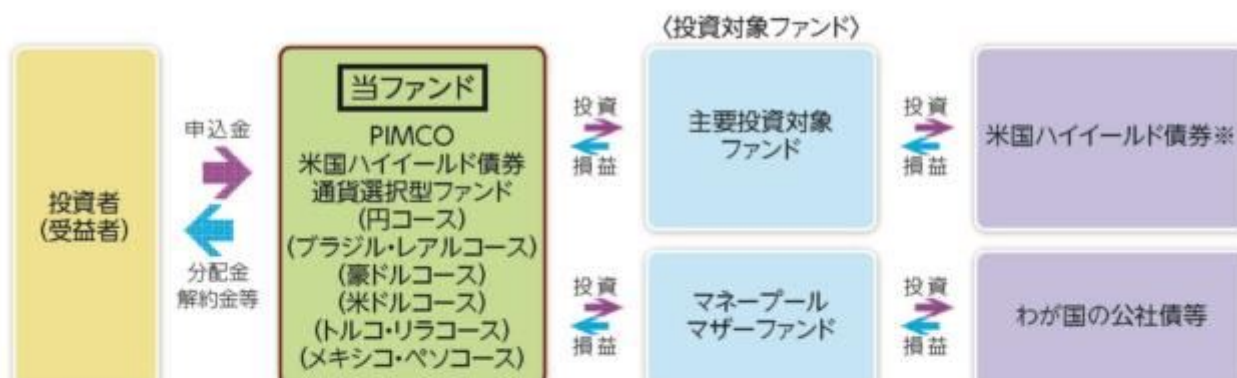 〈投資対象ファンド〉
投資者
(受益者)
申込金
分配金
解約金等
当ファンド
PIMCO
米国ハイイールド債券
通貨選択型ファンド
(円コース)
(ブラジル・レアルコース)
(豪ドルコース)
(米ドルコース)
(トルコ・リラコース)
(メキシコ・ペソコース)
投資
損益
主要投資対象
ファンド
投資
損益
米国ハイイールド債券※
投資
損益
マネープール
マザーファンド
投資
損益
わが国の公社債等